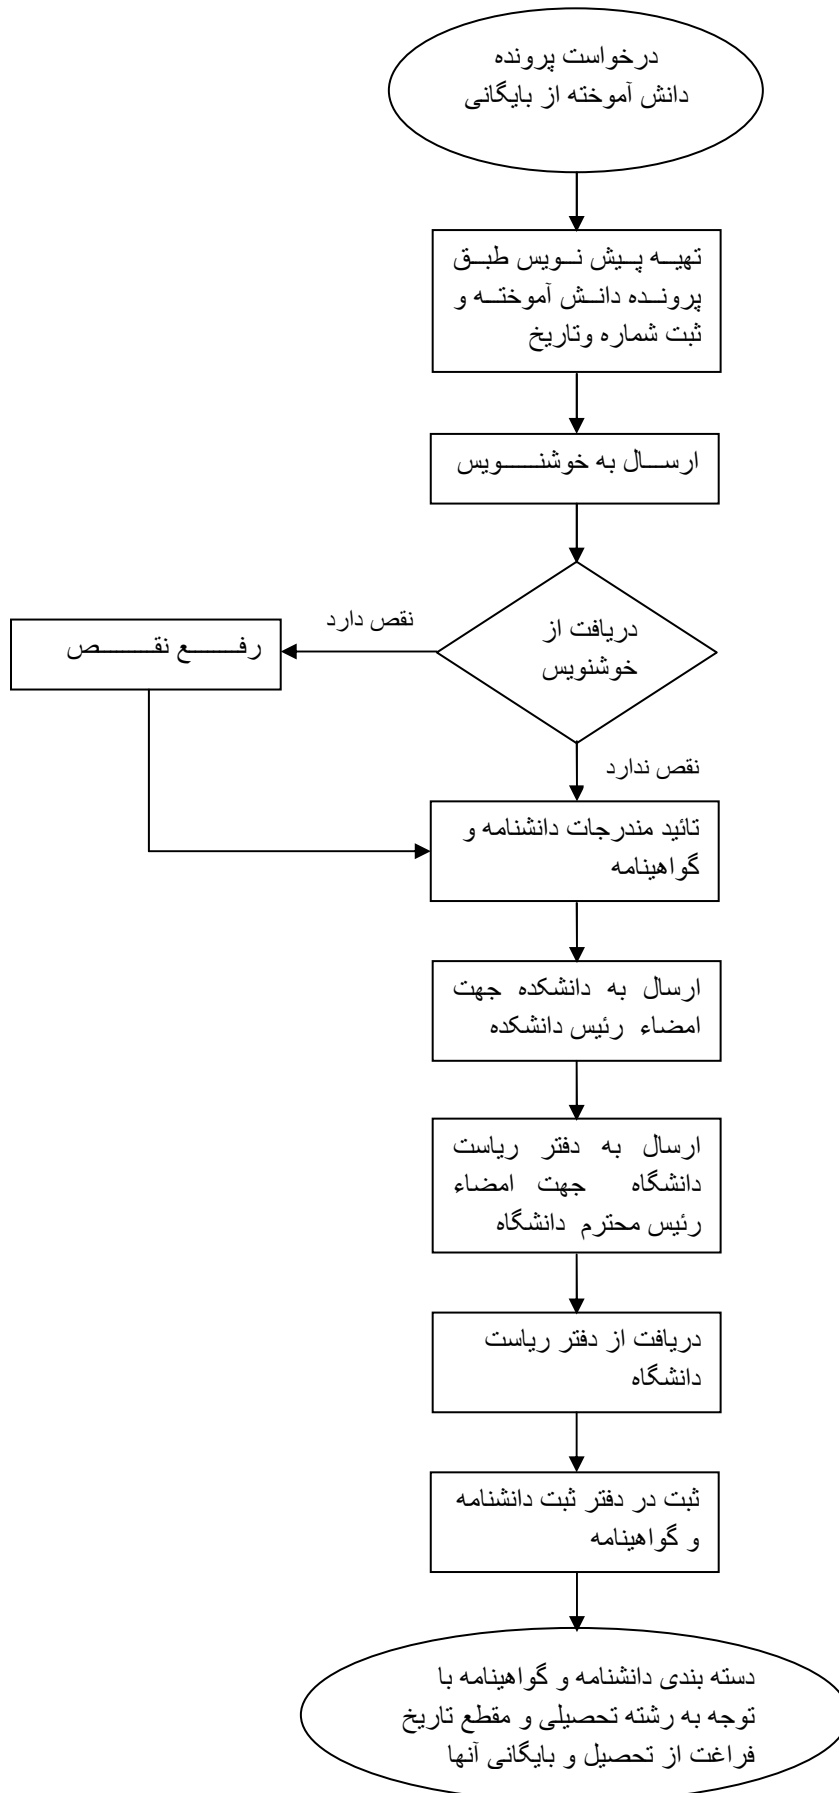 درخواست پرونده
دانش آموخته از بایگانی
تهیه پیش نویس طبق
پرونده دانش آموخته و
ثبت شماره وتاریخ
ارسال به خوشنویس
دریافت از
خوشنویس
نقص دارد
رفع نقص
نقص ندارد
تائید مندرجات دانشنامه و
گواهینامه
ارسال به دانشکده جهت
امضاء رئیس دانشکده
ارسال به دفتر ریاست
دانشگاه جهت امضاء
رئیس محترم دانشگاه
دریافت از دفتر ریاست
دانشگاه
ثبت در دفتر ثبت دانشنامه
و گواهینامه
دسته بندی دانشنامه و گواهینامه با
توجه به رشته تحصیلی و مقطع تاریخ
فراغت از تحصیل و بایگانی آنها